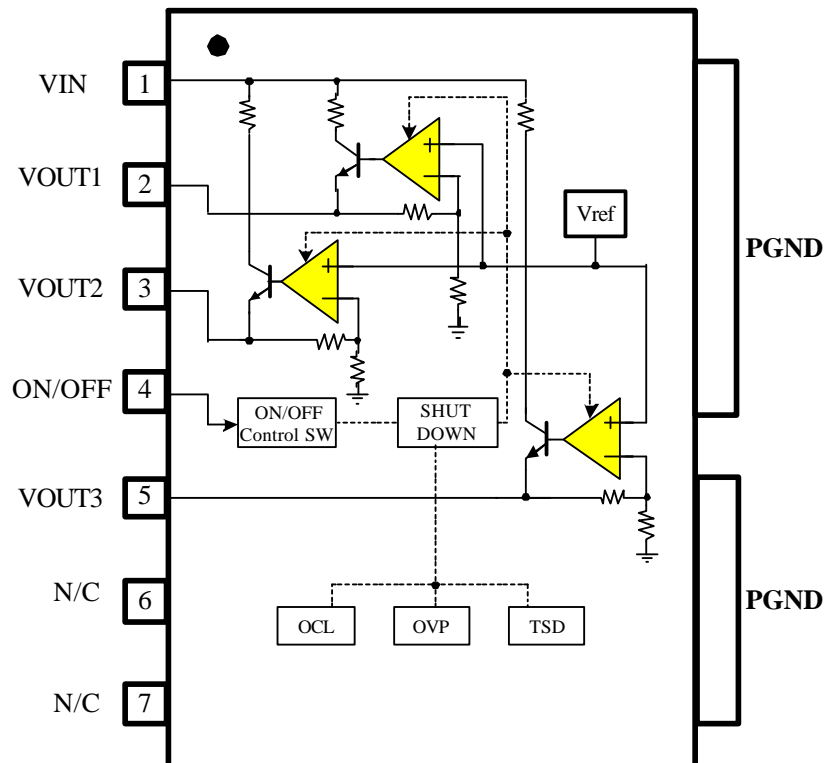 VIN 1
VOUT1 2
VOUT2 3
ON/OFF 4
VOUT3 5
N/C 6
N/C 7
+
−
+
−
+
−
Vref
ON/OFF
Control SW
SHUT
DOWN
OCL
OVP
TSD
PGND
PGND